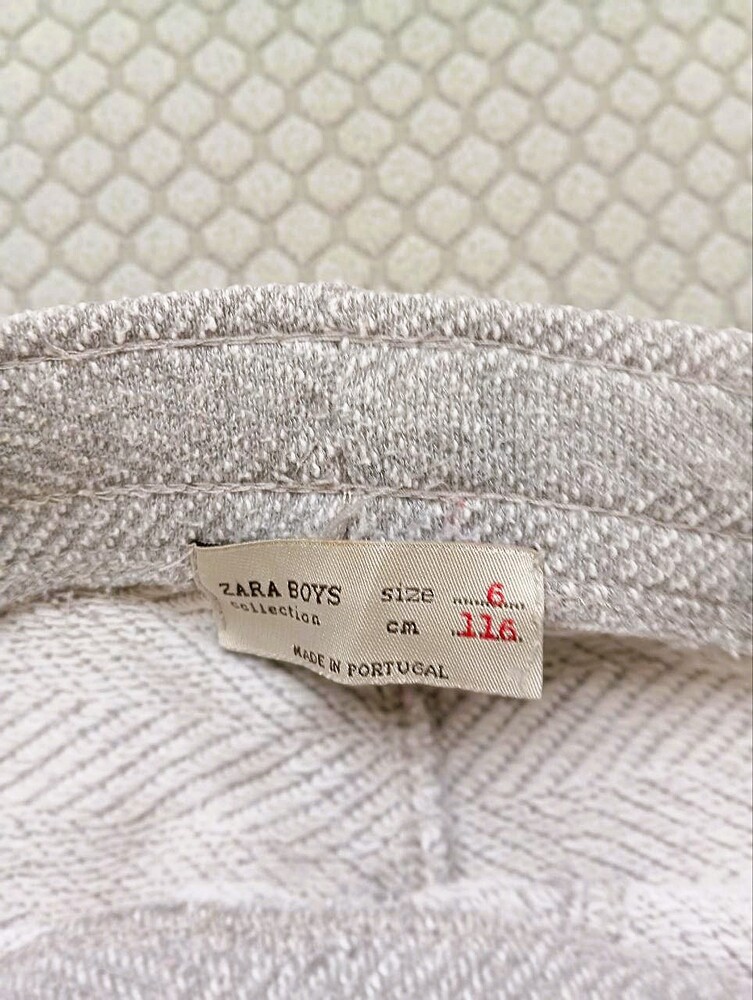 ZARA BOYS size ......6....
collection cm ..116.
MADE IN PORTUGAL